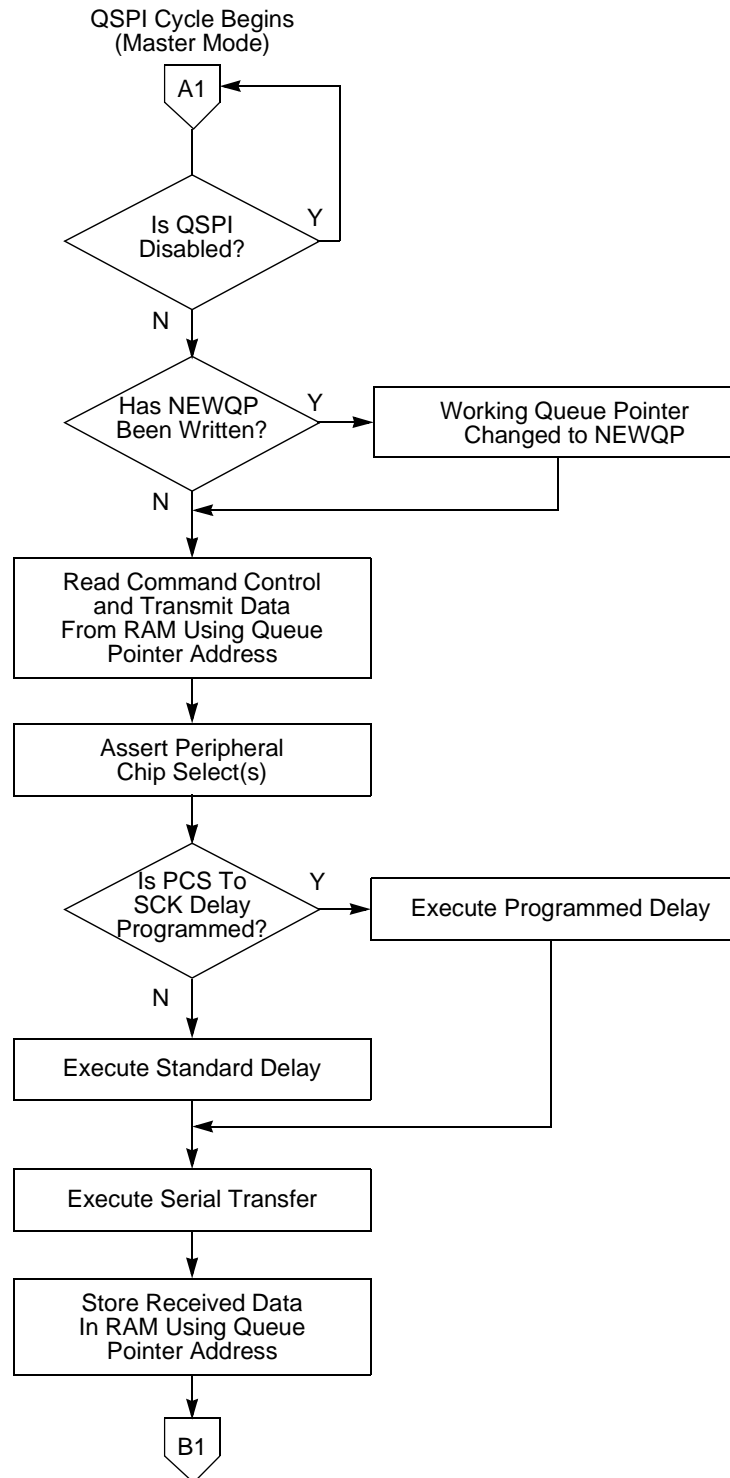 QSPI Cycle Begins
(Master Mode)
A1
Is QSPI
Disabled?
Y
N
Has NEWQP
Been Written?
Y
Working Queue Pointer
Changed to NEWQP
N
Read Command Control
and Transmit Data
From RAM Using Queue
Pointer Address
Assert Peripheral
Chip Select(s)
Is PCS To
SCK Delay
Programmed?
Y
Execute Programmed Delay
N
Execute Standard Delay
Execute Serial Transfer
Store Received Data
In RAM Using Queue
Pointer Address
B1